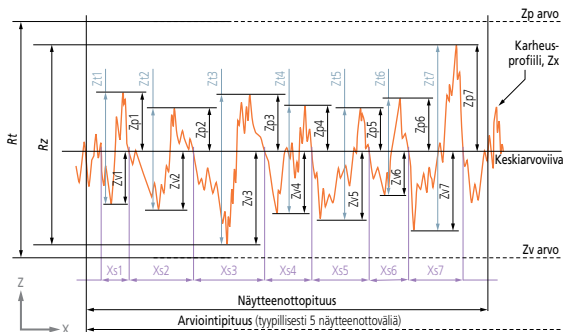 Zp arvo
Karheus-
profiili, Zx
Rt
Rz
Zt1
Zt2
Zt3
Zt4
Zt5
Zt6
Zt7
Zp1
Zp2
Zp3
Zp4
Zp5
Zp6
Zp7
Keskiarvoviiva
Zv1
Zv2
Zv3
Zv4
Zv5
Zv6
Zv7
Zv arvo
Xs1
Xs2
Xs3
Xs4
Xs5
Xs6
Xs7
Z
X
Näytteenottopituus
Arviointipituus (tyypillisesti 5 näytteenottoväliä)